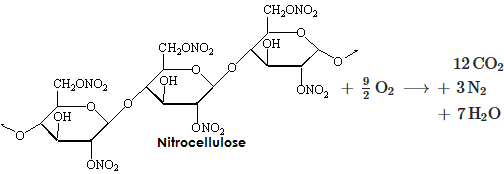 CH₂ONO₂
O
OH
O
CH₂ONO₂
O
OH
O
ONO₂
CH₂ONO₂
O
OH
O
ONO₂
O
ONO₂
Nitrocellulose
+ 9/2 O₂ ⟶ 12 CO₂
+ 3 N₂
+ 7 H₂O